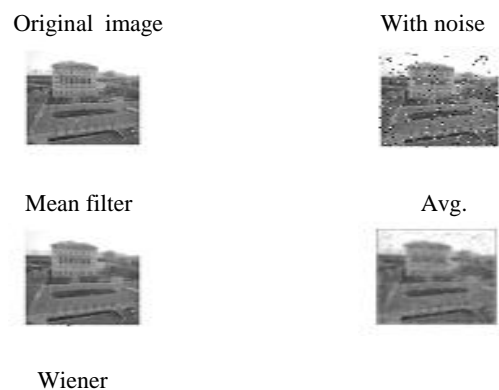 Original image
With noise
Mean filter
Avg.
Wiener